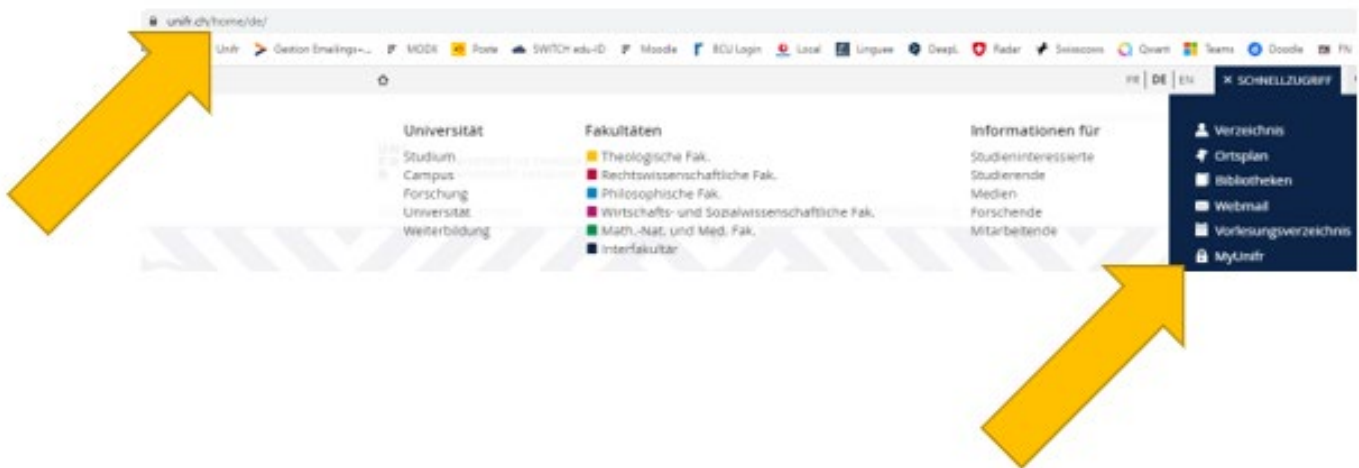 unifr.ch/home/de/
Unifr Gestion Emailings-... MODX Poste SWITCH edu-ID Moodle BCU Login Local Linguee DeepL Radar Swisscows Qwant Teams Doodle FN
FR | DE | EN × SCHNELLZUGRIFF
Universität Fakultäten Informationen für
Verzeichnis
Studium Theologische Fak. Studieninteressierte
Ortsplan
Campus Rechtswissenschaftliche Fak. Studierende
Bibliotheken
Forschung Philosophische Fak. Medien
Webmail
Universität Wirtschafts- und Sozialwissenschaftliche Fak. Forschende
Vorlesungsverzeichnis
Weiterbildung Math.-Nat. und Med. Fak. Mitarbeitende
Interfakultär
MyUnifr